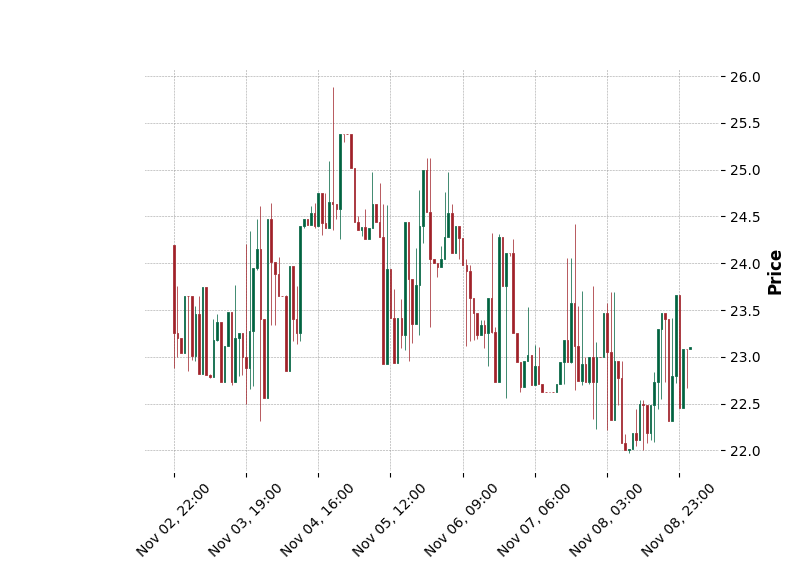 26.0
25.5
25.0
24.5
24.0
23.5
23.0
22.5
22.0
Price
Nov 02, 22:00
Nov 03, 19:00
Nov 04, 16:00
Nov 05, 12:00
Nov 06, 09:00
Nov 07, 06:00
Nov 08, 03:00
Nov 08, 23:00